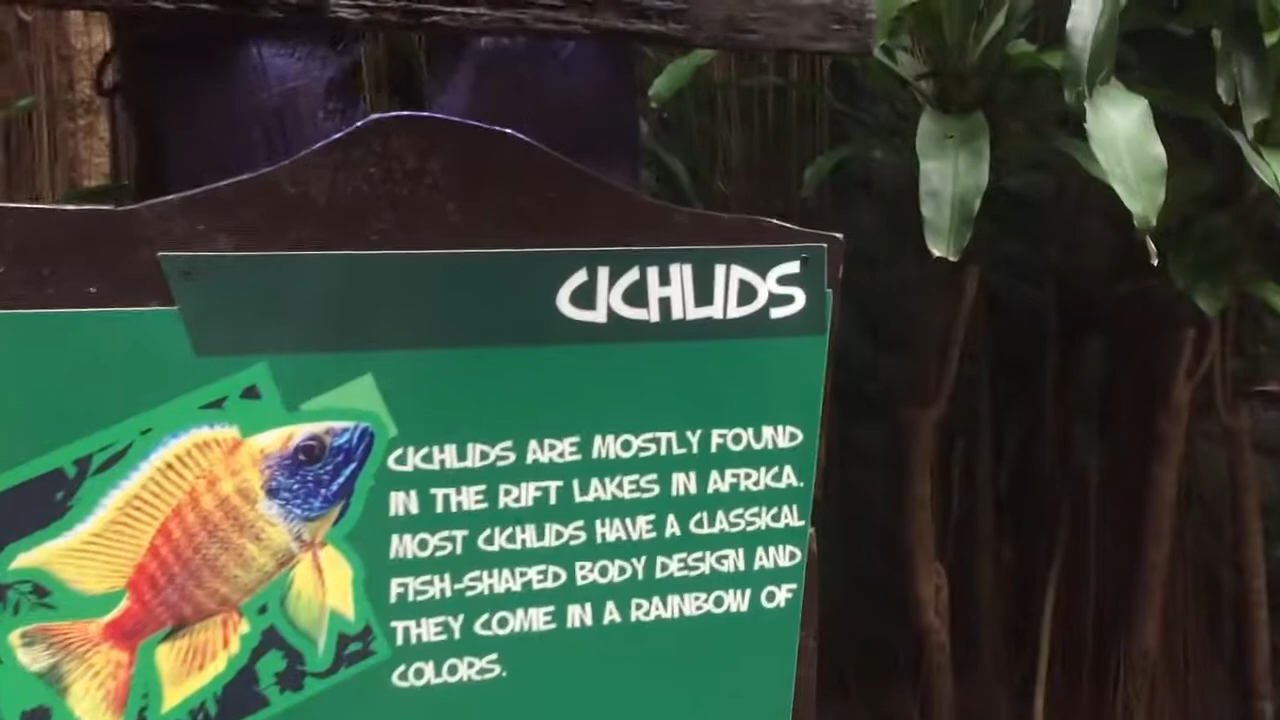 CICHLIDS
CICHLIDS ARE MOSTLY FOUND
IN THE RIFT LAKES IN AFRICA.
MOST CICHLIDS HAVE A CLASSICAL
FISH-SHAPED BODY DESIGN AND
THEY COME IN A RAINBOW OF
COLORS.